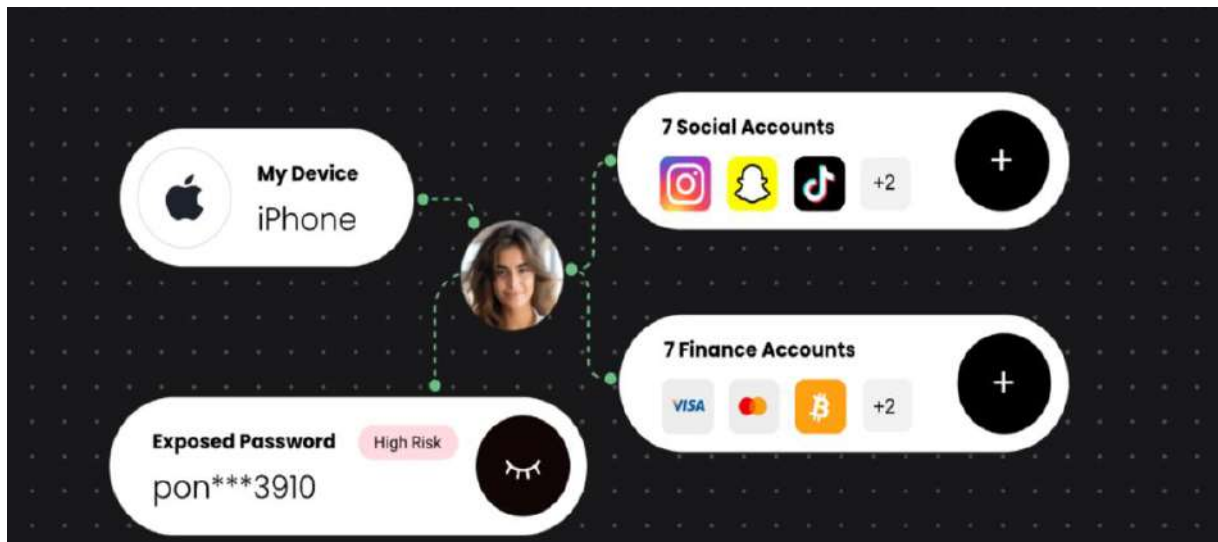 My Device
iPhone
7 Social Accounts
+2
7 Finance Accounts
VISA
+2
Exposed Password High Risk
pon***3910